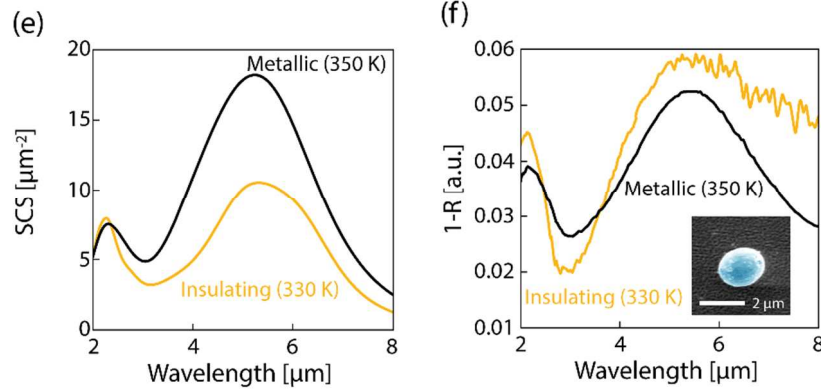 (e)
20
15
10
5
0
SCS [μm⁻²]
Metallic (350 K)
Insulating (330 K)
2
4
6
8
Wavelength [μm]
(f)
0.06
0.05
0.04
0.03
0.02
0.01
1-R [a.u.]
Metallic (350 K)
Insulating (330 K)
2 μm
2
4
6
8
Wavelength [μm]